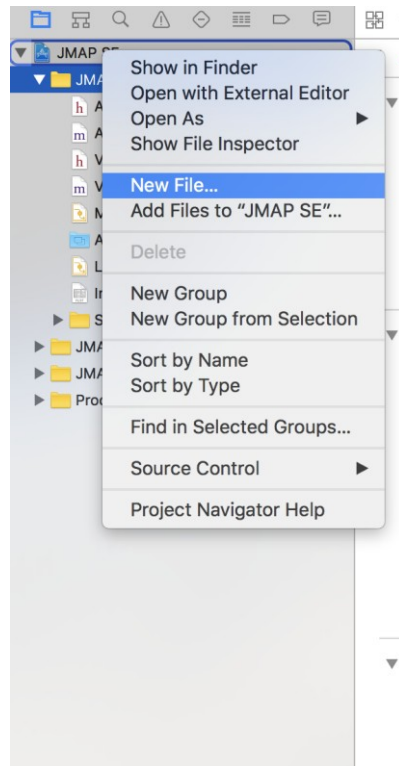 JMAP SE
JMA
Show in Finder
Open with External Editor
h A
Open As
m A
Show File Inspector
h V
m V
New File...
M
Add Files to “JMAP SE”...
A
Delete
L
In
New Group
S
New Group from Selection
JMA
Sort by Name
JMA
Sort by Type
Proc
Find in Selected Groups...
Source Control
Project Navigator Help